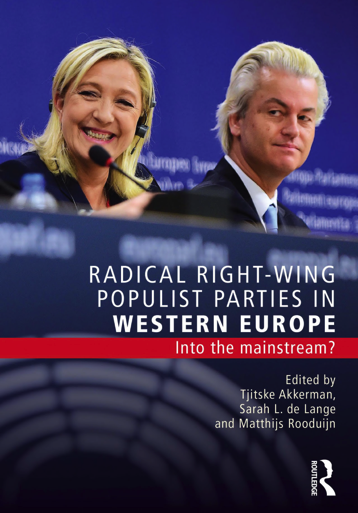 RADICAL RIGHT-WING
POPULIST PARTIES IN
WESTERN EUROPE
Into the mainstream?
Edited by
Tjitske Akkerman,
Sarah L. de Lange
and Matthijs Rooduijn
ROUTLEDGE